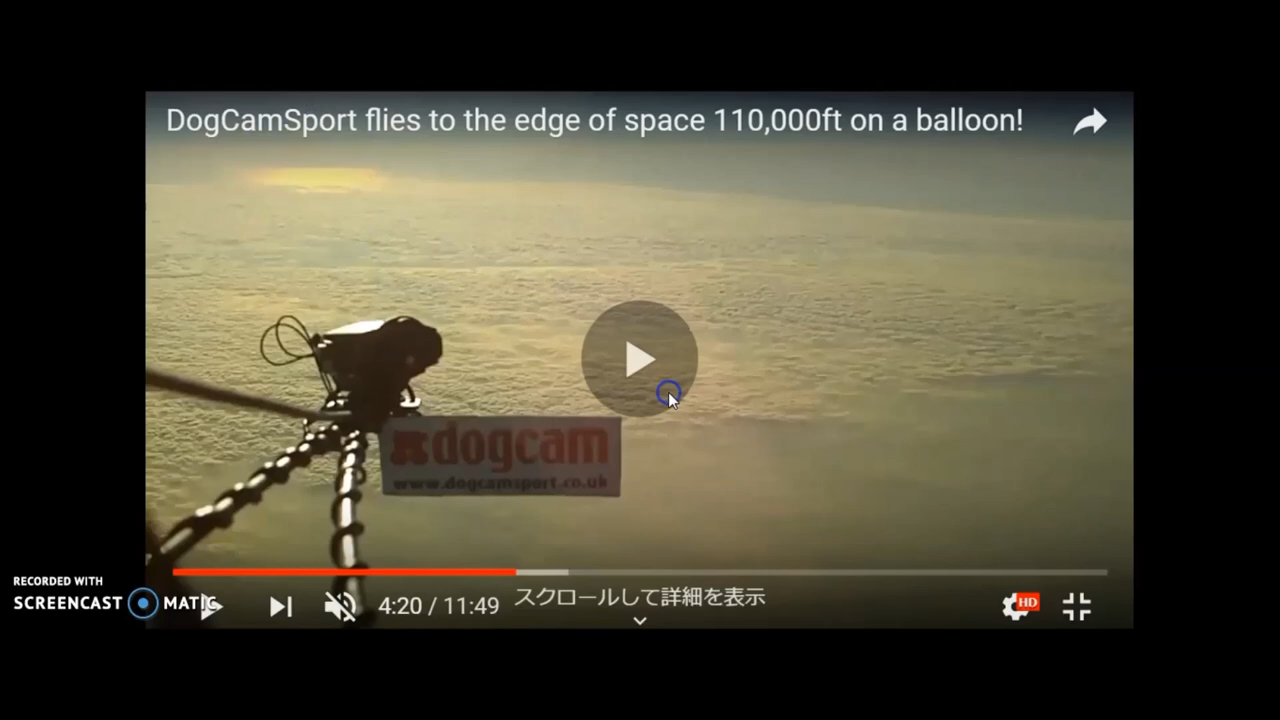 DogCamSport flies to the edge of space 110,000ft on a balloon!
dogcam
www.dogcamsport.co.uk
RECORDED WITH
SCREENCAST MATIC
4:20 / 11:49
スクロールして詳細を表示
HD